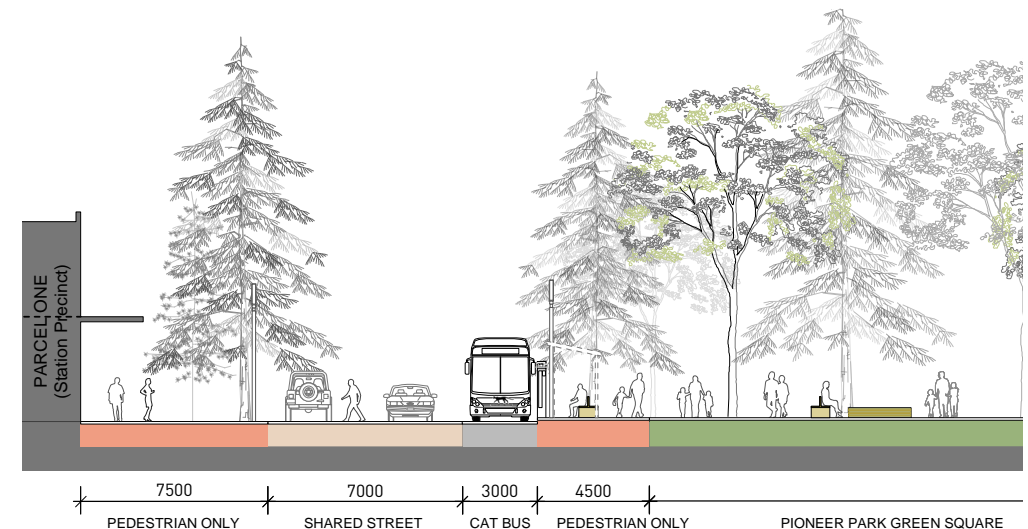 PARCEL ONE
(Station Precinct)
7500
7000
3000
4500
PEDESTRIAN ONLY
SHARED STREET
CAT BUS
PEDESTRIAN ONLY
PIONEER PARK GREEN SQUARE